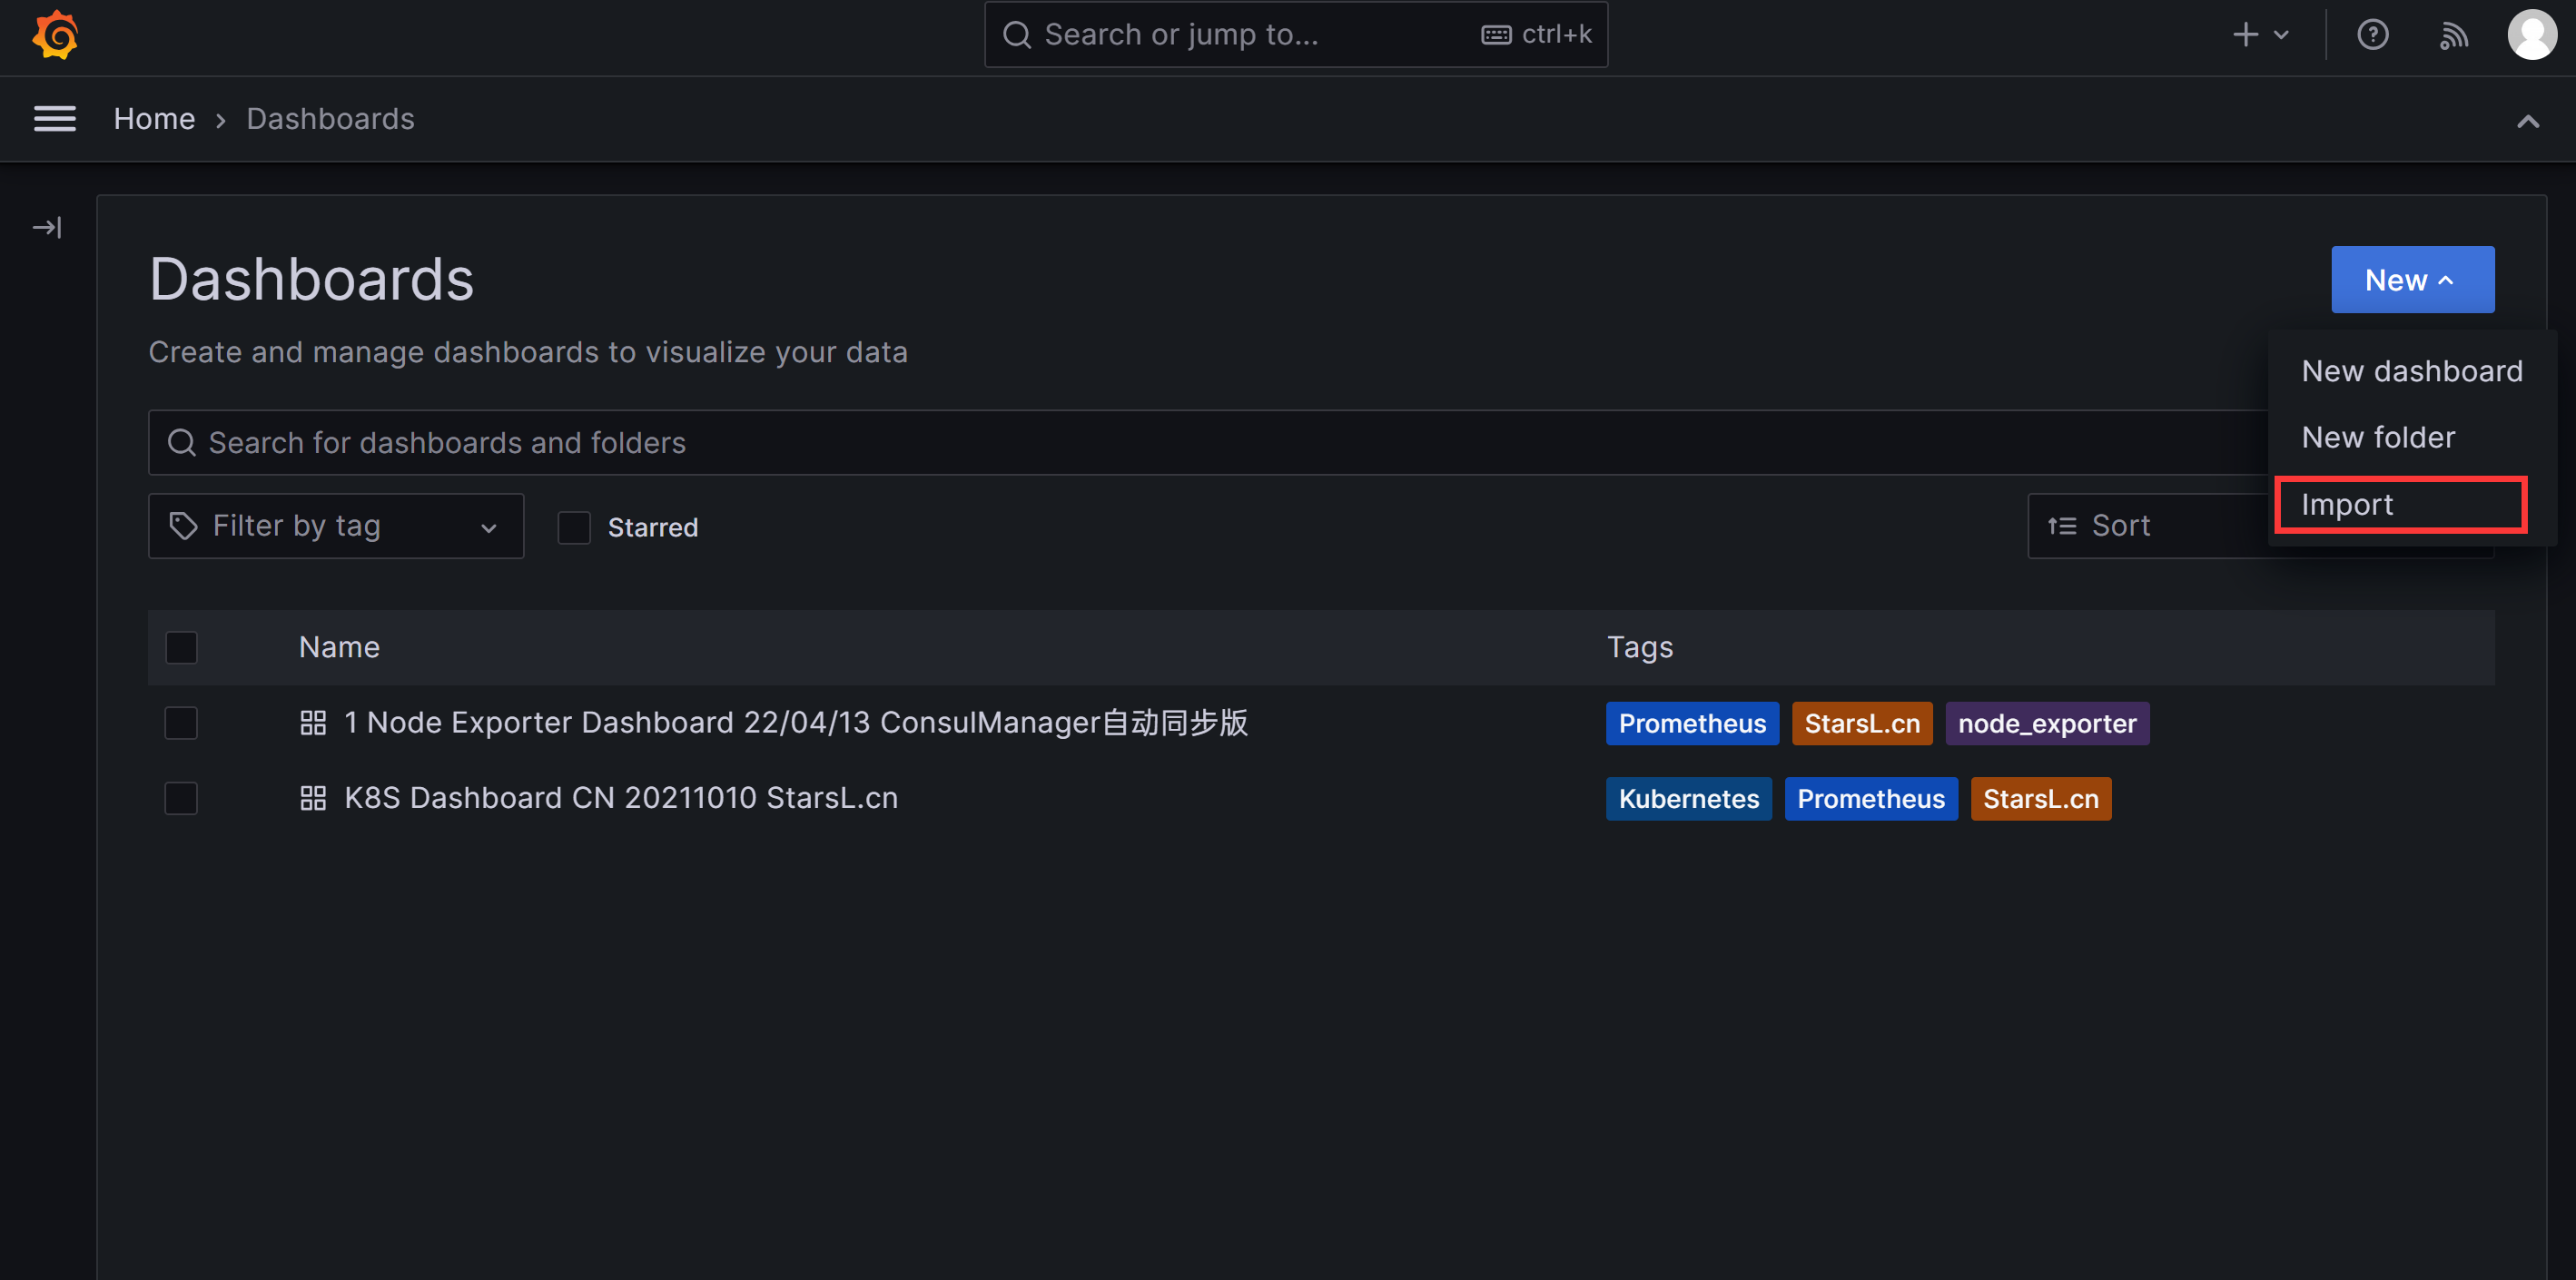 Search or jump to...
ctrl+k
Home › Dashboards
Dashboards
New
Create and manage dashboards to visualize your data
New dashboard
New folder
Import
Search for dashboards and folders
Filter by tag
Starred
Sort
Name
Tags
1 Node Exporter Dashboard 22/04/13 ConsulManager自动同步版
Prometheus StarsL.cn node_exporter
K8S Dashboard CN 20211010 StarsL.cn
Kubernetes Prometheus StarsL.cn